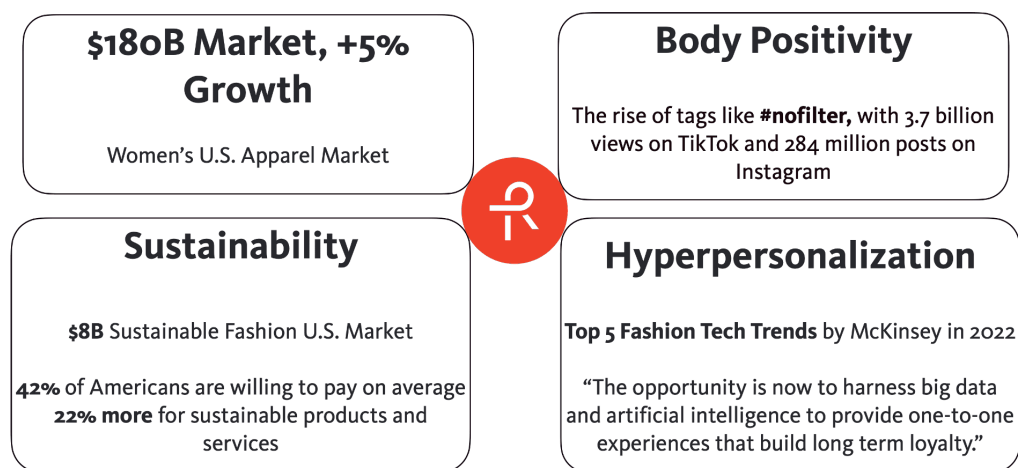 $180B Market, +5%
Growth
Women's U.S. Apparel Market
Body Positivity
The rise of tags like #nofilter, with 3.7 billion
views on TikTok and 284 million posts on
Instagram
Sustainability
$8B Sustainable Fashion U.S. Market
42% of Americans are willing to pay on average
22% more for sustainable products and
services
Hyperpersonalization
Top 5 Fashion Tech Trends by McKinsey in 2022
“The opportunity is now to harness big data
and artificial intelligence to provide one-to-one
experiences that build long term loyalty.”